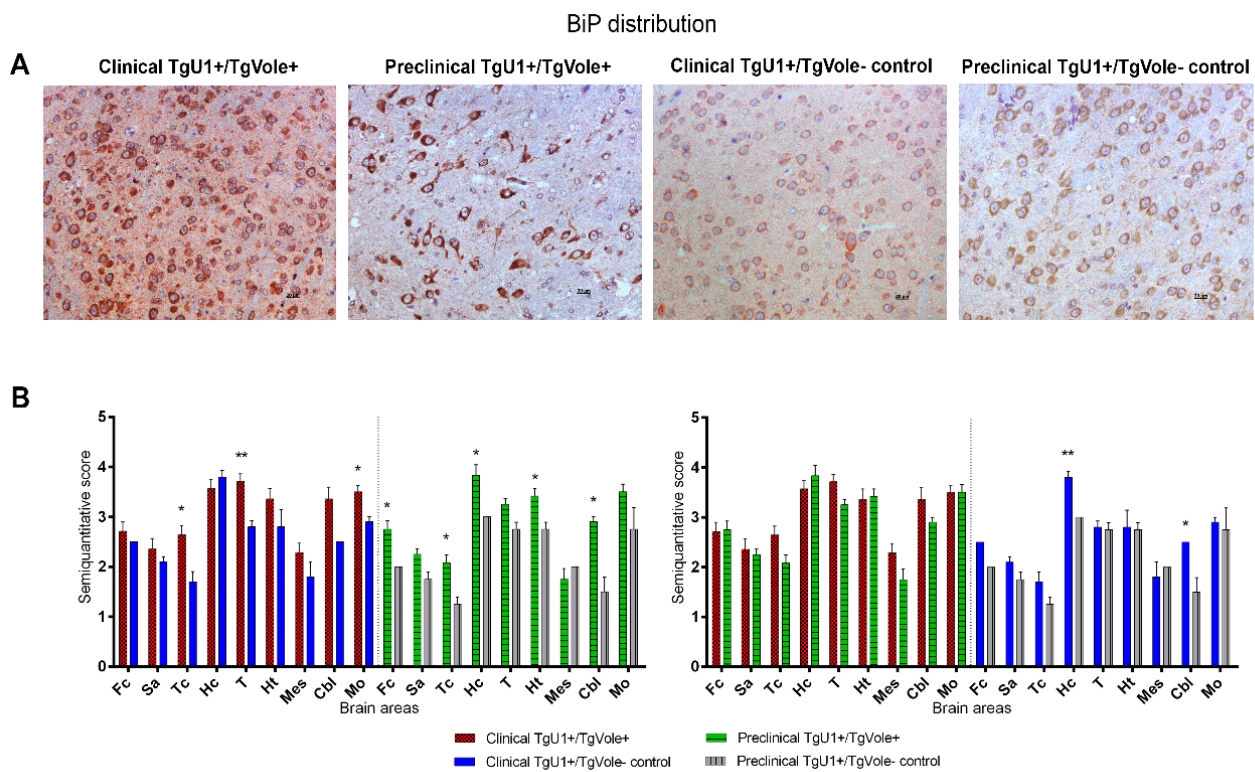 BiP distribution
A
Clinical TgU1+/TgVole+
Preclinical TgU1+/TgVole+
Clinical TgU1+/TgVole- control
Preclinical TgU1+/TgVole- control
20 µm
B
Semiquantitative score
5
4
3
2
1
0
*
**
*
*
*
*
*
*
Fc Sa Tc Hc T Ht Mes Cbl Mo Fc Sa Tc Hc T Ht Mes Cbl Mo
Brain areas
Semiquantitative score
5
4
3
2
1
0
**
*
Fc Sa Tc Hc T Ht Mes Cbl Mo Fc Sa Tc Hc T Ht Mes Cbl Mo
Brain areas
Clinical TgU1+/TgVole+
Preclinical TgU1+/TgVole+
Clinical TgU1+/TgVole- control
Preclinical TgU1+/TgVole- control